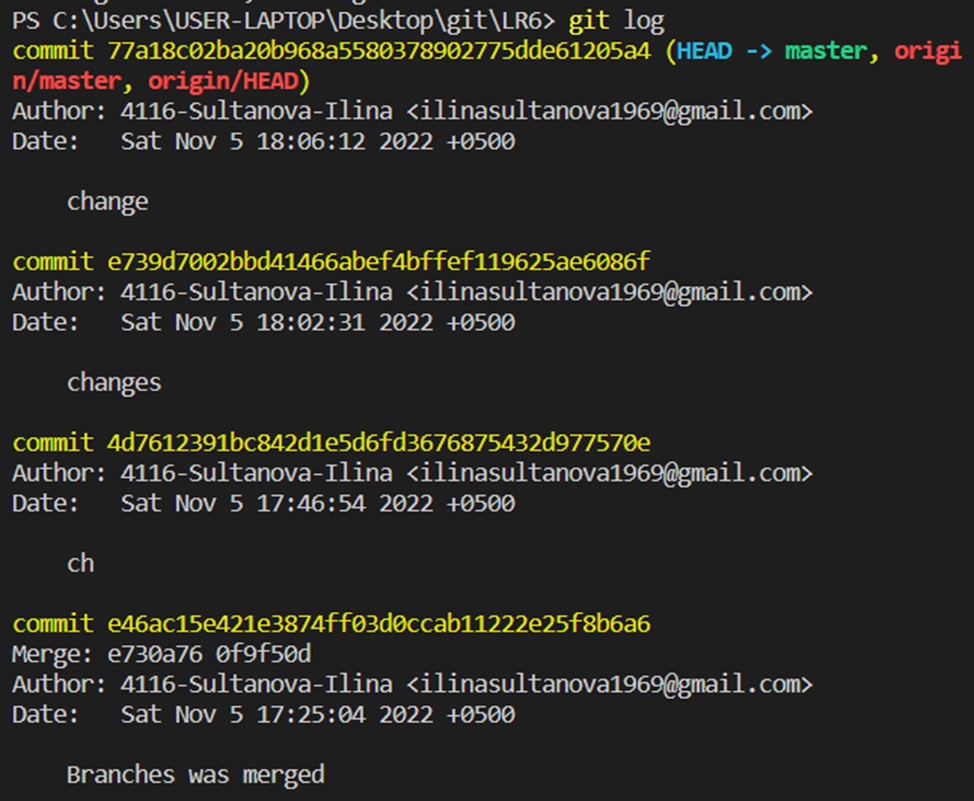 PS C:\Users\USER-LAPTOP\Desktop\git\LR6> git log
commit 77a18c02ba20b968a5580378902775dde61205a4 (HEAD -> master, origi
n/master, origin/HEAD)
Author: 4116-Sultanova-Ilina <ilinasultanova1969@gmail.com>
Date:   Sat Nov 5 18:06:12 2022 +0500
    change
commit e739d7002bbd41466abef4bffef119625ae6086f
Author: 4116-Sultanova-Ilina <ilinasultanova1969@gmail.com>
Date:   Sat Nov 5 18:02:31 2022 +0500
    changes
commit 4d7612391bc842d1e5d6fd3676875432d977570e
Author: 4116-Sultanova-Ilina <ilinasultanova1969@gmail.com>
Date:   Sat Nov 5 17:46:54 2022 +0500
    ch
commit e46ac15e421e3874ff03d0ccab11222e25f8b6a6
Merge: e730a76 0f9f50d
Author: 4116-Sultanova-Ilina <ilinasultanova1969@gmail.com>
Date:   Sat Nov 5 17:25:04 2022 +0500
    Branches was merged